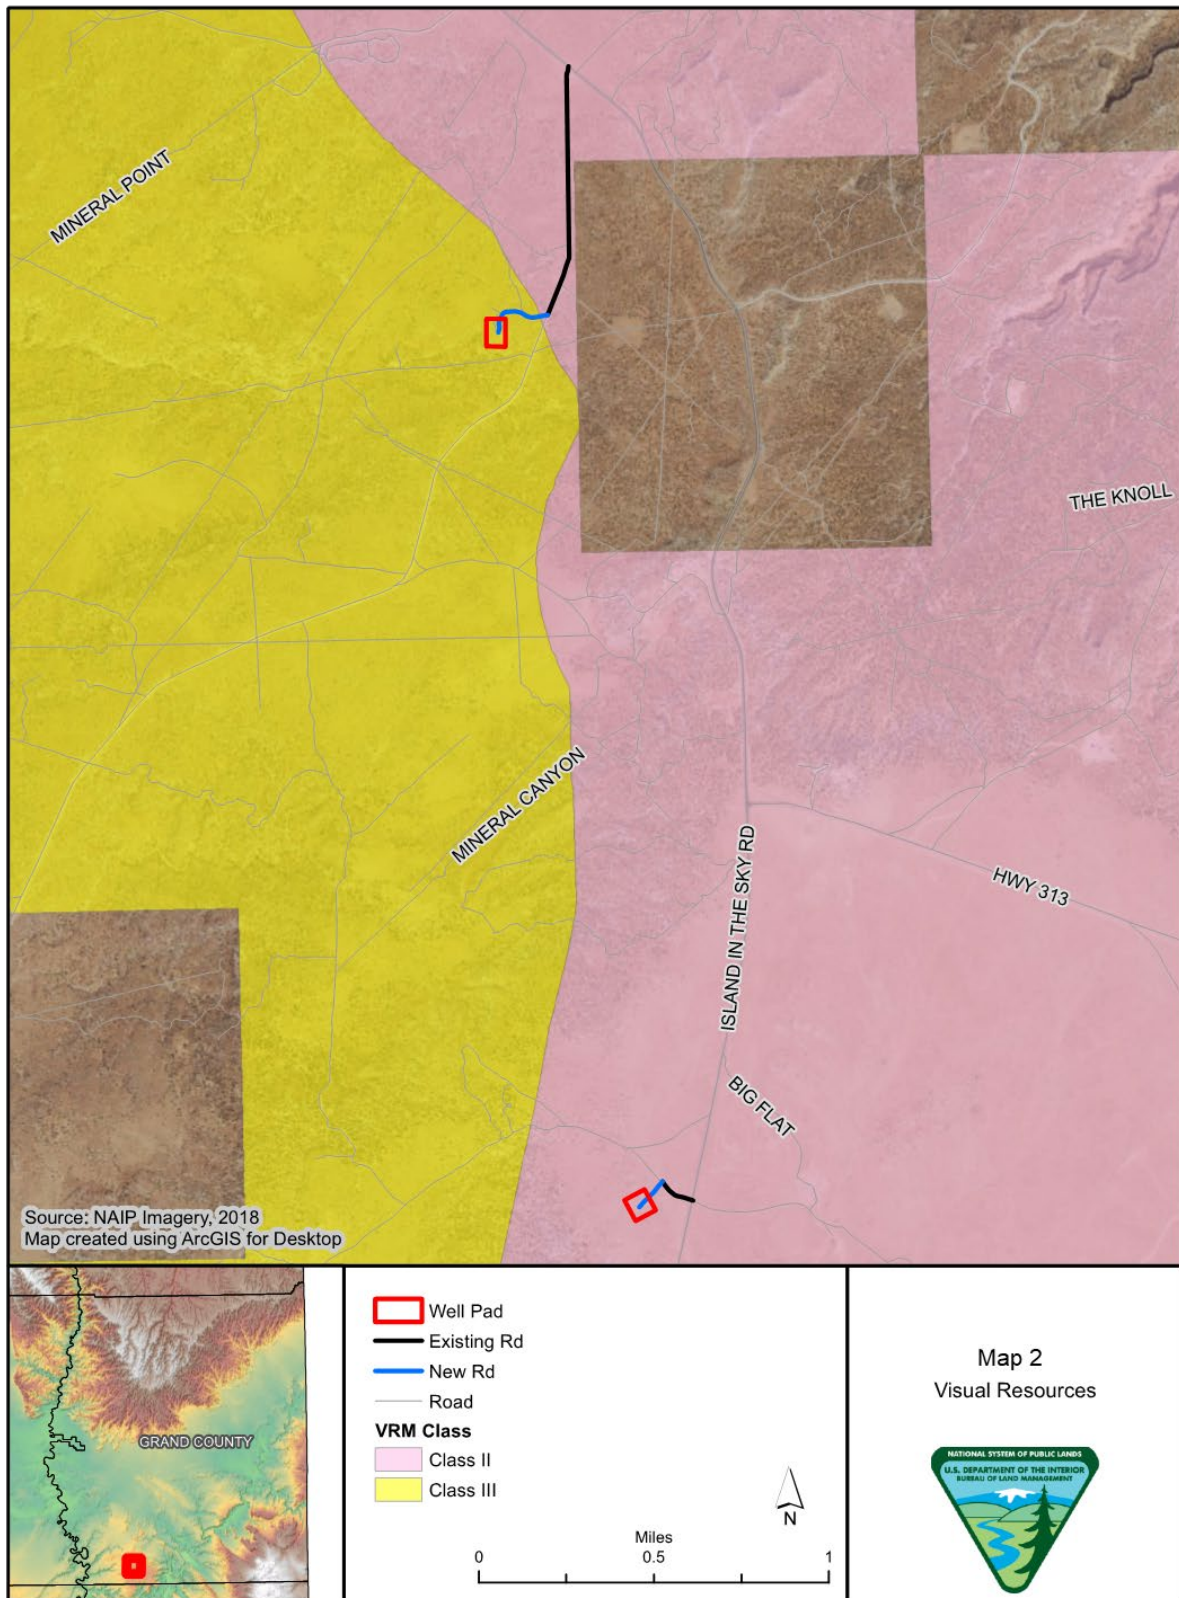 MINERAL POINT
THE KNOLL
MINERAL CANYON
ISLAND IN THE SKY RD
HWY 313
BIG FLAT
Source: NAIP Imagery, 2018
Map created using ArcGIS for Desktop
GRAND COUNTY
Well Pad
Existing Rd
New Rd
Road
VRM Class
Class II
Class III
N
Miles
0 0.5 1
Map 2
Visual Resources
NATIONAL SYSTEM OF PUBLIC LANDS
U.S. DEPARTMENT OF THE INTERIOR
BUREAU OF LAND MANAGEMENT